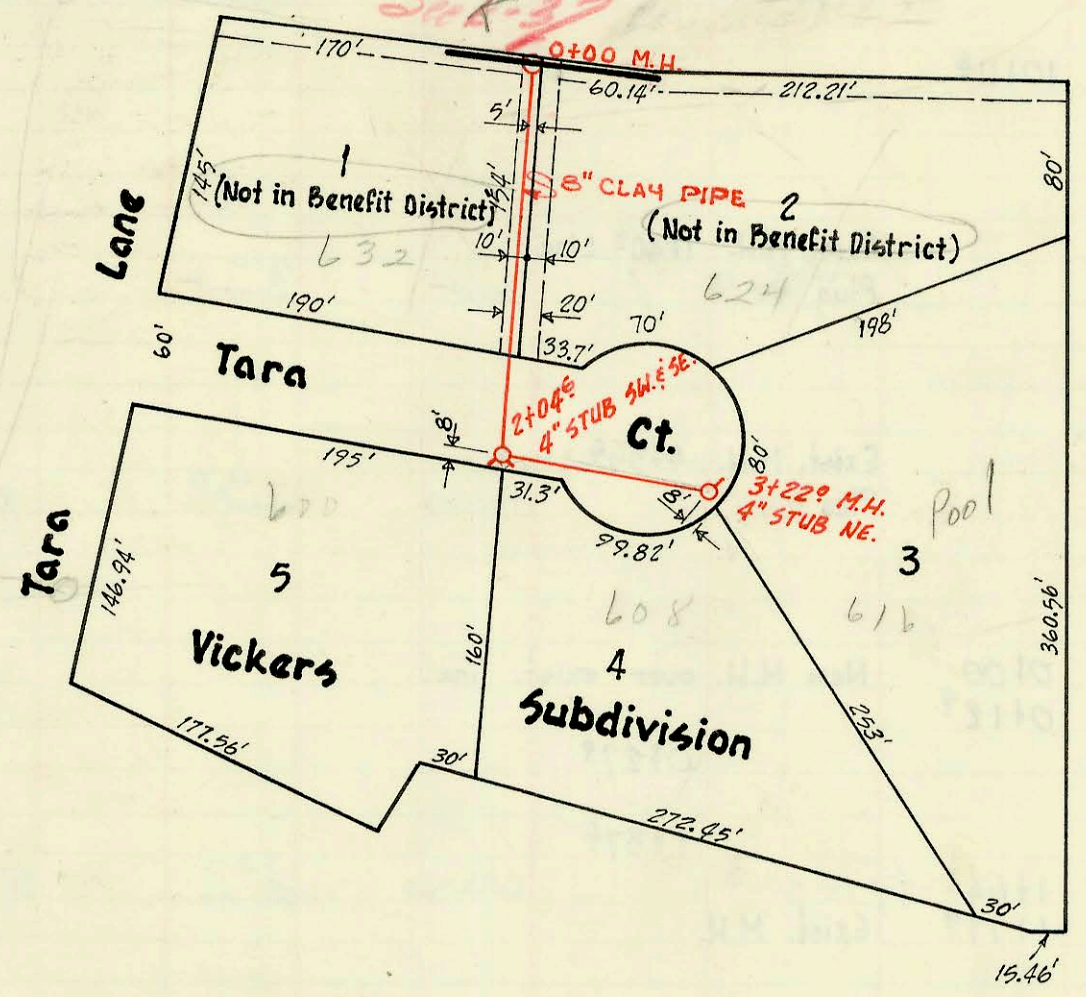 0+00 M.H.
170'
60.14'
212.21'
5'
145'
1
(Not in Benefit District)
154'
8" CLAY PIPE
2
(Not in Benefit District)
80'
Lane
632
10'
10'
624
190'
20'
198'
60'
33.7'
70'
Tara
2+04⁶
4" STUB SW. & SE.
Ct.
8'
195'
80'
31.3'
8'
3+22⁰ M.H.
4" STUB NE.
Pool
99.82'
600
Tara
146.94'
5
3
608
616
360.56'
Vickers
160'
4
Subdivision
253'
177.56'
30'
272.45'
30'
15.46'